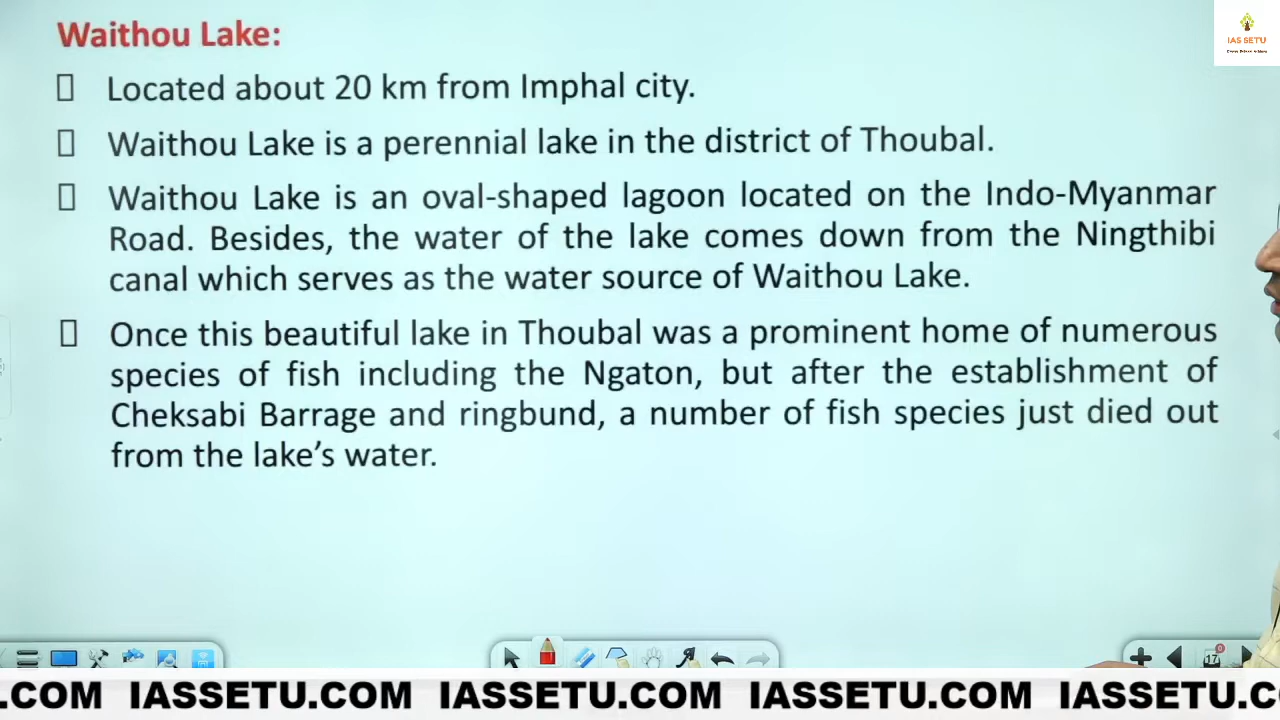 Waithou Lake:
IAS SETU
Located about 20 km from Imphal city.
Waithou Lake is a perennial lake in the district of Thoubal.
Waithou Lake is an oval-shaped lagoon located on the Indo-Myanmar
Road. Besides, the water of the lake comes down from the Ningthibi
canal which serves as the water source of Waithou Lake.
Once this beautiful lake in Thoubal was a prominent home of numerous
species of fish including the Ngaton, but after the establishment of
Cheksabi Barrage and ringbund, a number of fish species just died out
from the lake’s water.
17 0
.COM IASSETU.COM IASSETU.COM IASSETU.COM IASSETU.C